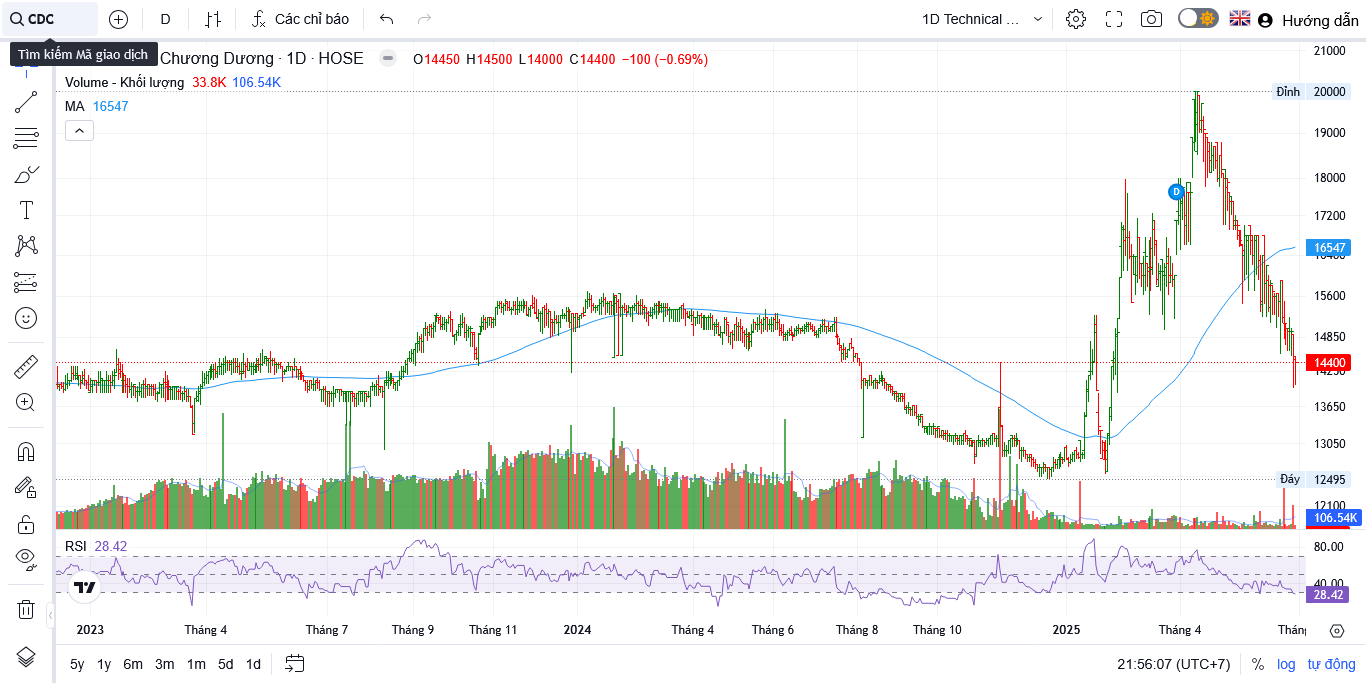 CDC
D
Các chỉ báo
1D Technical ...
Hướng dẫn
Tìm kiếm Mã giao dịch
Chương Dương · 1D · HOSE
O14450 H14500 L14000 C14400 −100 (−0.69%)
Volume - Khối lượng 33.8K 106.54K
MA 16547
21000
Đỉnh 20000
19000
D
18000
17200
16547
15600
14850
14400
13650
13050
Đáy 12495
12100
106.54K
RSI 28.42
80.00
40.00
28.42
2023 Tháng 4 Tháng 7 Tháng 9 Tháng 11 2024 Tháng 4 Tháng 6 Tháng 8 Tháng 10 2025 Tháng 4
5y 1y 6m 3m 1m 5d 1d
21:56:07 (UTC+7) % log tự động